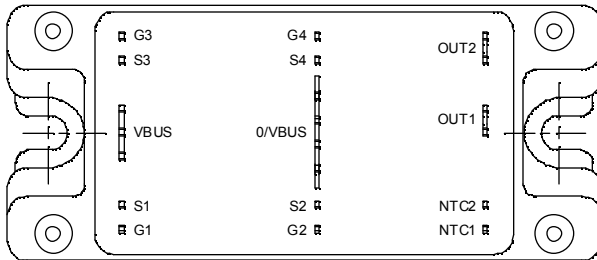 G3 G4
OUT2
S3 S4
OUT1
VBUS 0/VBUS
S1 S2 NTC2
G1 G2 NTC1